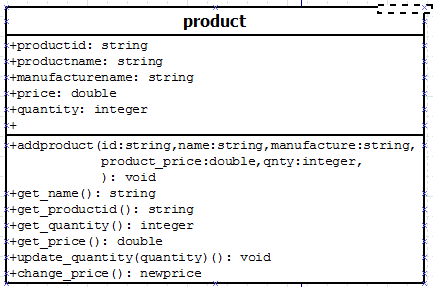 product
+productid: string
+productname: string
+manufacturename: string
+price: double
+quantity: integer
+
+addproduct(id:string,name:string,manufacture:string,
product_price:double,qnty:integer,
): void
+get_name(): string
+get_productid(): string
+get_quantity(): integer
+get_price(): double
+update_quantity(quantity)(): void
+change_price(): newprice